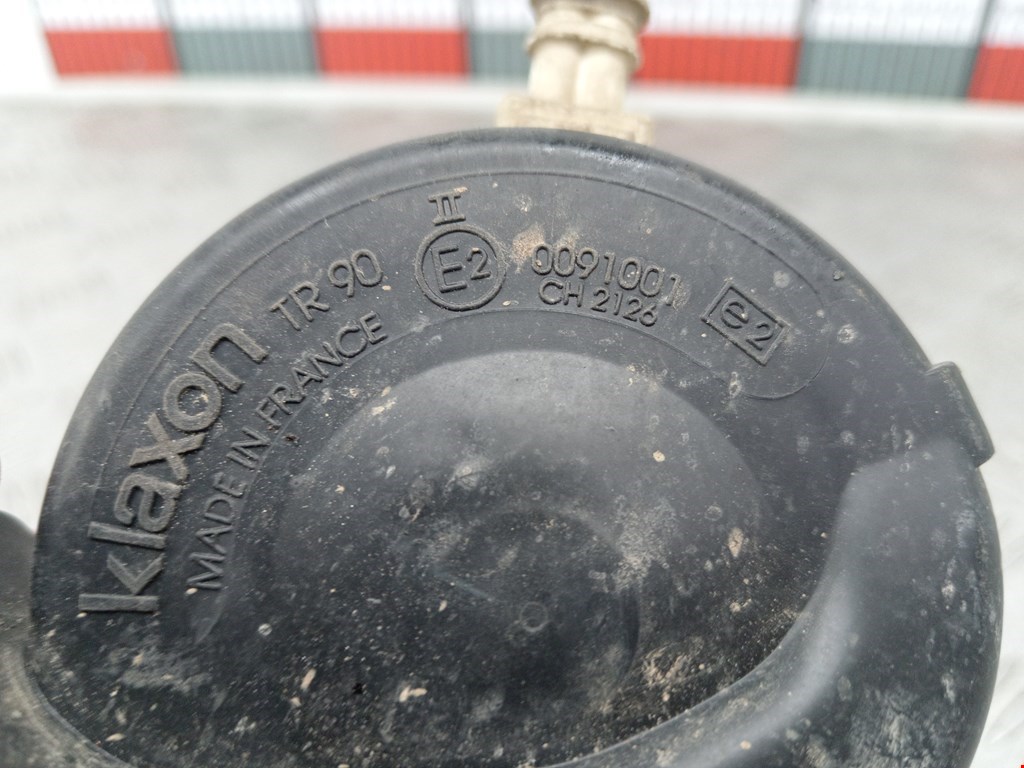 klaxon TR 90
MADE IN FRANCE
II
E2
0091001
CH 2126
e2